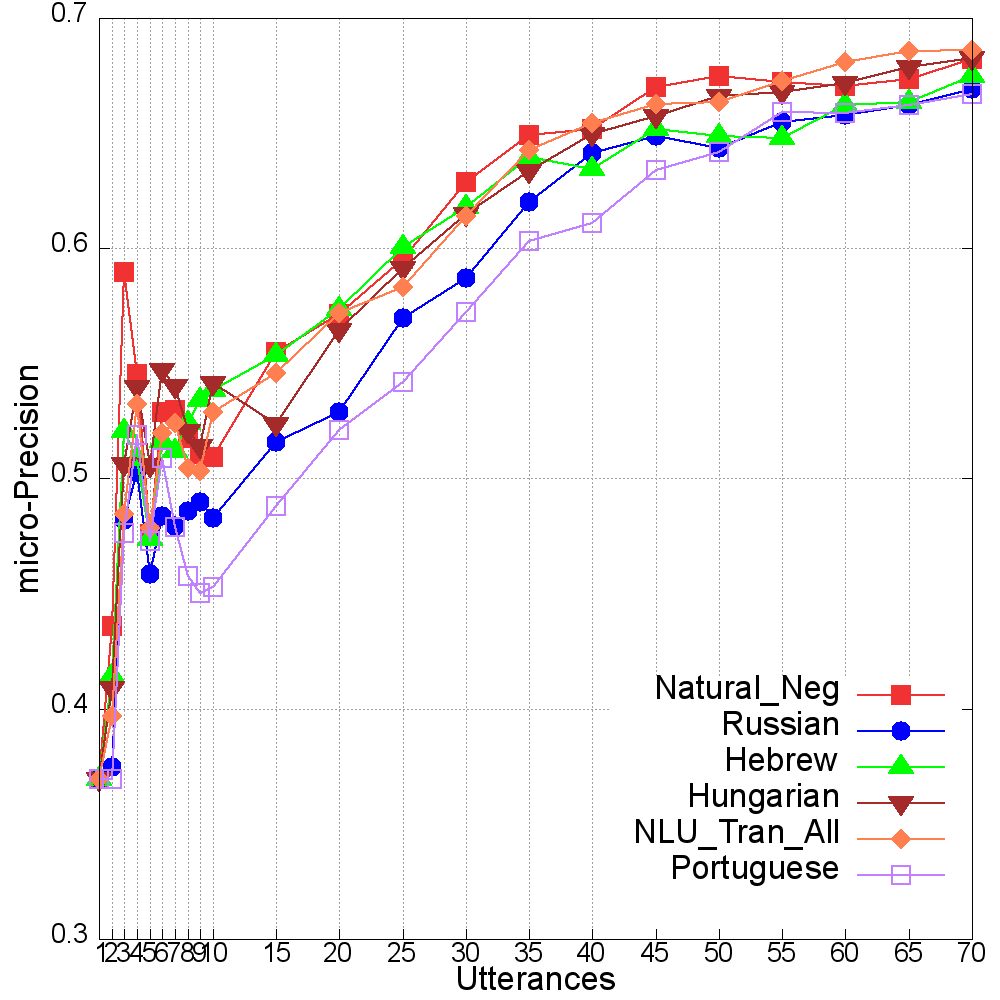 0.7
0.6
0.5
0.4
0.3
micro-Precision
Natural_Neg
Russian
Hebrew
Hungarian
NLU_Tran_All
Portuguese
1 2 3 4 5 6 7 8 9 10 15 20 25 30 35 40 45 50 55 60 65 70
Utterances